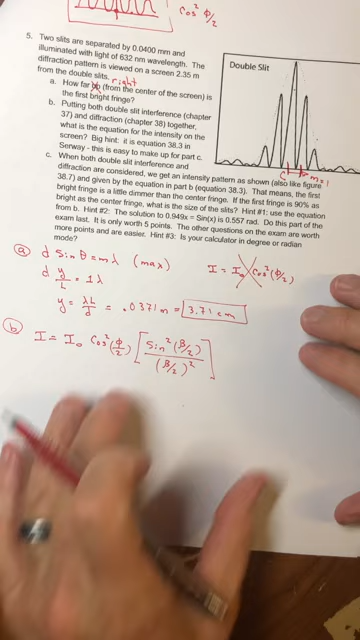 cos² φ/2
5. Two slits are separated by 0.0400 mm and
illuminated with light of 632 nm wavelength. The
diffraction pattern is viewed on a screen 2.35 m
from the double slits.
right
a. How far (from the center of the screen) is
the first bright fringe?
b. Putting both double slit interference (chapter
37) and diffraction (chapter 38) together,
what is the equation for the intensity on the
screen? Big hint: it is equation 38.3 in
Serway - this is easy to make up for part c.
c. When both double slit interference and
diffraction are considered, we get an intensity pattern as shown (also like figure
38.7) and given by the equation in part b (equation 38.3). That means, the first
bright fringe is a little dimmer than the center fringe. If the first fringe is 90% as
bright as the center fringe, what is the size of the slits? Hint #1: use the equation
from b. Hint #2: The solution to 0.949x = Sin(x) is 0.557 rad. Do this part of the
exam last. It is only worth 5 points. The other questions on the exam are worth
more points and are easier. Hint #3: Is your calculator in degree or radian
mode?
Double Slit
C m=1
a d Sin θ = mλ (max)
d y/L = 1λ
y = λL/d = .0371m = 3.71 cm
I = I₀ Cos²(φ/2)
b I = I₀ Cos²(φ/2) [Sin²(β/2)/(β/2)²]